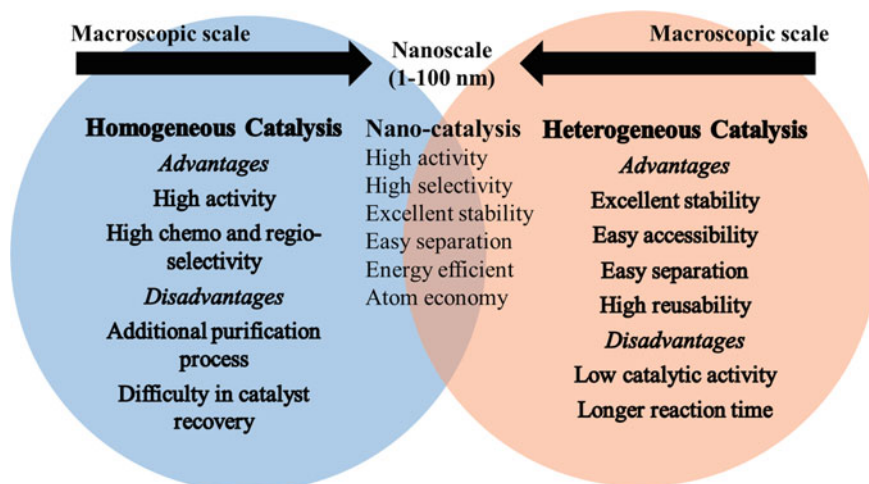 Macroscopic scale
Nanoscale
(1-100 nm)
Macroscopic scale
Homogeneous Catalysis
Advantages
High activity
High chemo and regio-
selectivity
Disadvantages
Additional purification
process
Difficulty in catalyst
recovery
Nano-catalysis
High activity
High selectivity
Excellent stability
Easy separation
Energy efficient
Atom economy
Heterogeneous Catalysis
Advantages
Excellent stability
Easy accessibility
Easy separation
High reusability
Disadvantages
Low catalytic activity
Longer reaction time